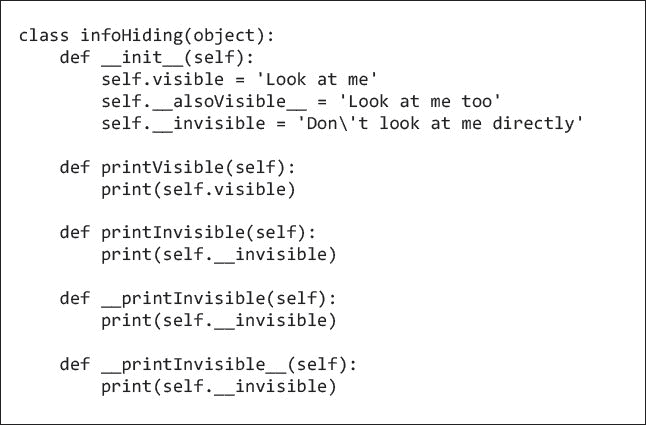 class infoHiding(object):
    def __init__(self):
        self.visible = 'Look at me'
        self.__alsoVisible__ = 'Look at me too'
        self.__invisible = 'Don\'t look at me directly'

    def printVisible(self):
        print(self.visible)

    def printInvisible(self):
        print(self.__invisible)

    def __printInvisible(self):
        print(self.__invisible)

    def __printInvisible__(self):
        print(self.__invisible)